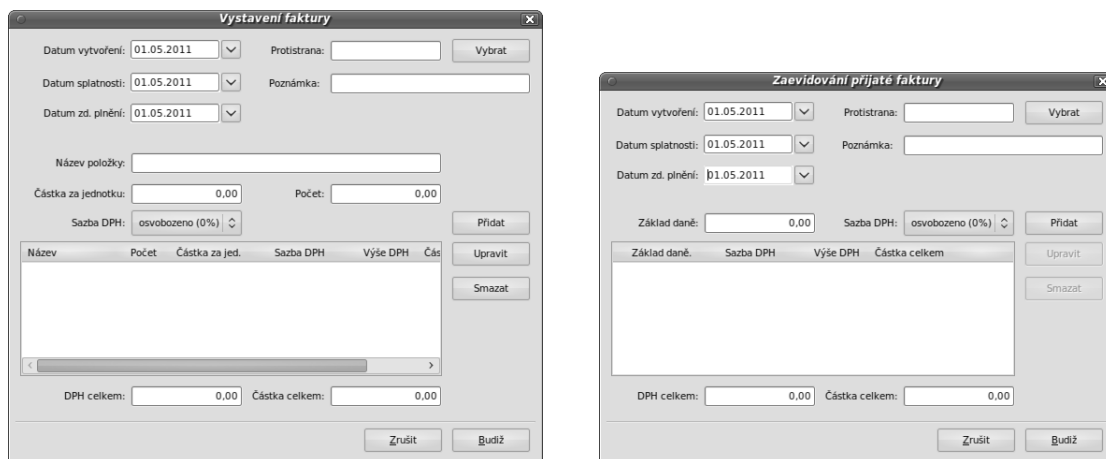 Vystavení faktury
Datum vytvoření: 01.05.2011 Protistrana: Vybrat
Datum splatnosti: 01.05.2011 Poznámka:
Datum zd. plnění: 01.05.2011
Název položky:
Částka za jednotku: 0,00 Počet: 0,00
Sazba DPH: osvobozeno (0%) Přidat
Název Počet Částka za jed. Sazba DPH Výše DPH Čás Upravit
Smazat
DPH celkem: 0,00 Částka celkem: 0,00
Zrušit Budiž
Zaevidování přijaté faktury
Datum vytvoření: 01.05.2011 Protistrana: Vybrat
Datum splatnosti: 01.05.2011 Poznámka:
Datum zd. plnění: 01.05.2011
Základ daně: 0,00 Sazba DPH: osvobozeno (0%) Přidat
Základ daně. Sazba DPH Výše DPH Částka celkem Upravit
Smazat
DPH celkem: 0,00 Částka celkem: 0,00
Zrušit Budiž